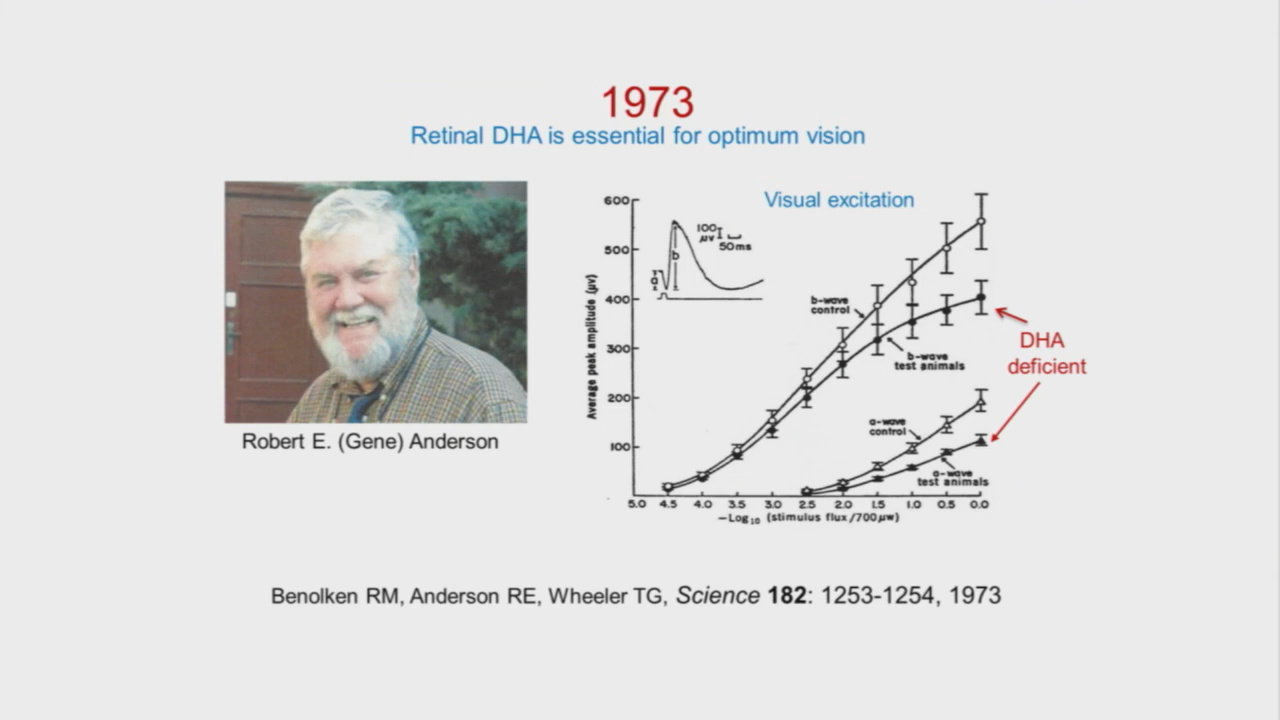 1973
Retinal DHA is essential for optimum vision
Visual excitation
600
500
400
300
200
100
Average peak amplitude (μv)
100
μv
50ms
b
a
b-wave
control
b-wave
test animals
a-wave
control
a-wave
test animals
DHA
deficient
5.0 4.5 4.0 3.5 3.0 2.5 2.0 1.5 1.0 0.5 0.0
-Log10 (stimulus flux/700μw)
Robert E. (Gene) Anderson
Benolken RM, Anderson RE, Wheeler TG, Science 182: 1253-1254, 1973